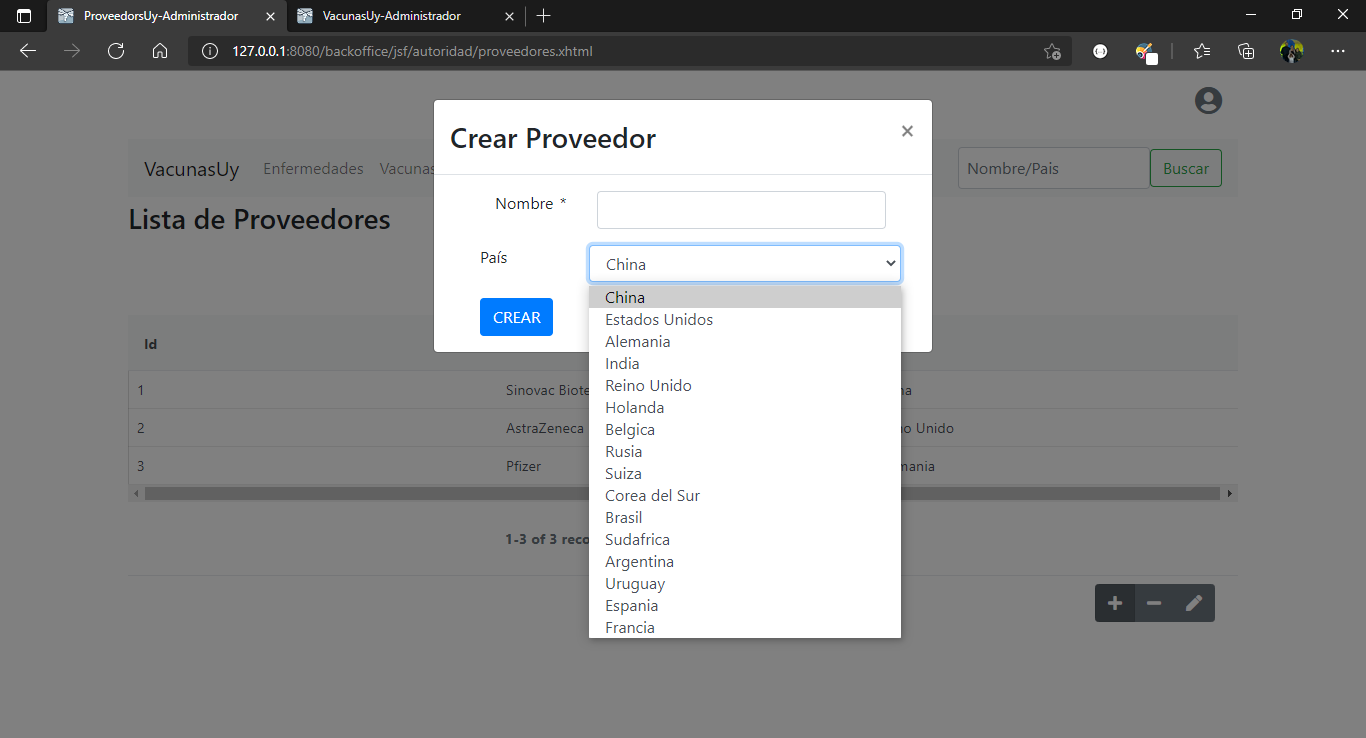 ProveedorsUy-Administrador
VacunasUy-Administrador
127.0.0.1:8080/backoffice/jsf/autoridad/proveedores.xhtml
Crear Proveedor
×
VacunasUy Enfermedades Vacunas
Nombre/Pais
Buscar
Lista de Proveedores
Nombre *
País
China
CREAR
China
Estados Unidos
Alemania
India
Reino Unido
Holanda
Belgica
Rusia
Suiza
Corea del Sur
Brasil
Sudafrica
Argentina
Uruguay
Espania
Francia
Id
1 Sinovac Biote na
2 AstraZeneca no Unido
3 Pfizer mania
1-3 of 3 reco